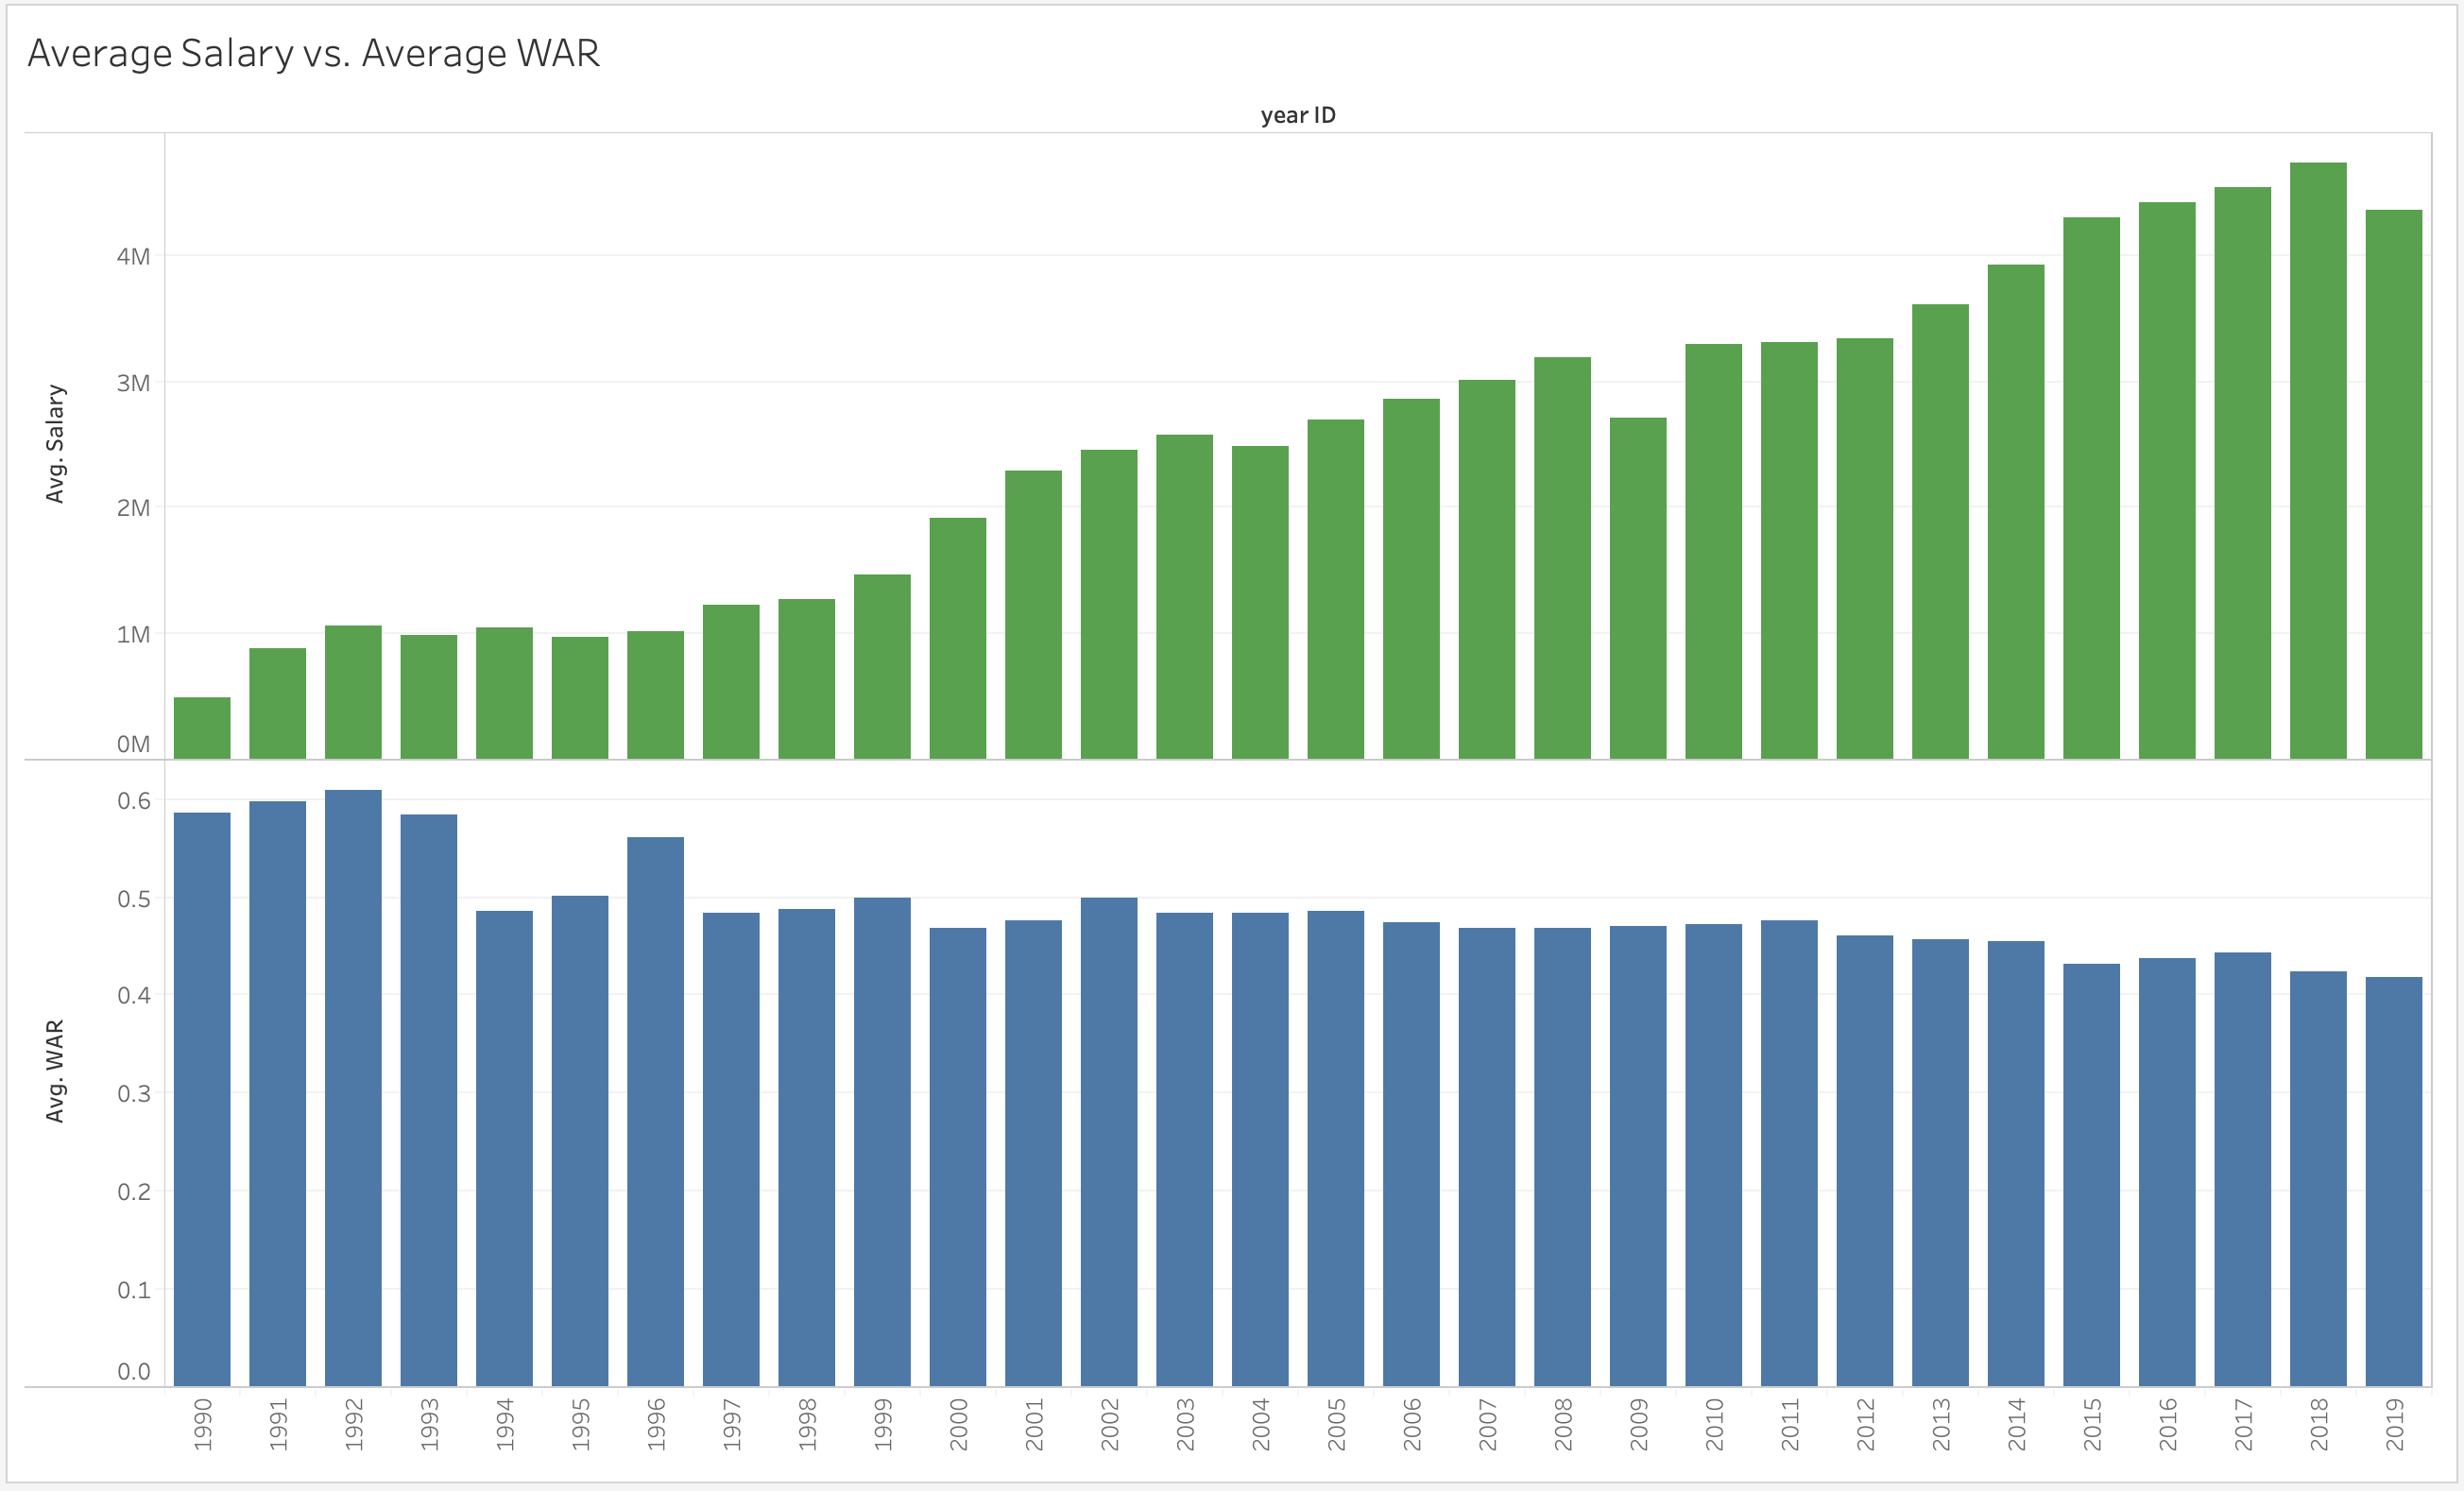 Average Salary vs. Average WAR
year ID
Avg. Salary
4M
3M
2M
1M
0M
Avg. WAR
0.6
0.5
0.4
0.3
0.2
0.1
0.0
1990 1991 1992 1993 1994 1995 1996 1997 1998 1999 2000 2001 2002 2003 2004 2005 2006 2007 2008 2009 2010 2011 2012 2013 2014 2015 2016 2017 2018 2019